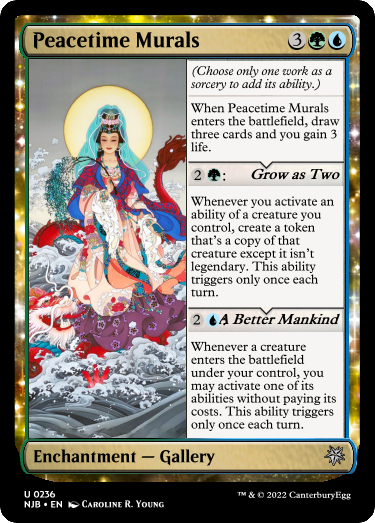 Peacetime Murals 3
(Choose only one work as a
sorcery to add its ability.)
When Peacetime Murals
enters the battlefield, draw
three cards and you gain 3
life.
2 : Grow as Two
Whenever you activate an
ability of a creature you
control, create a token
that's a copy of that
creature except it isn't
legendary. This ability
triggers only once each
turn.
2 A Better Mankind
Whenever a creature
enters the battlefield
under your control, you
may activate one of its
abilities without paying its
costs. This ability triggers
only once each turn.
Enchantment — Gallery
U 0236
NJB • EN Caroline R. Young
™ & © 2022 CanterburyEgg